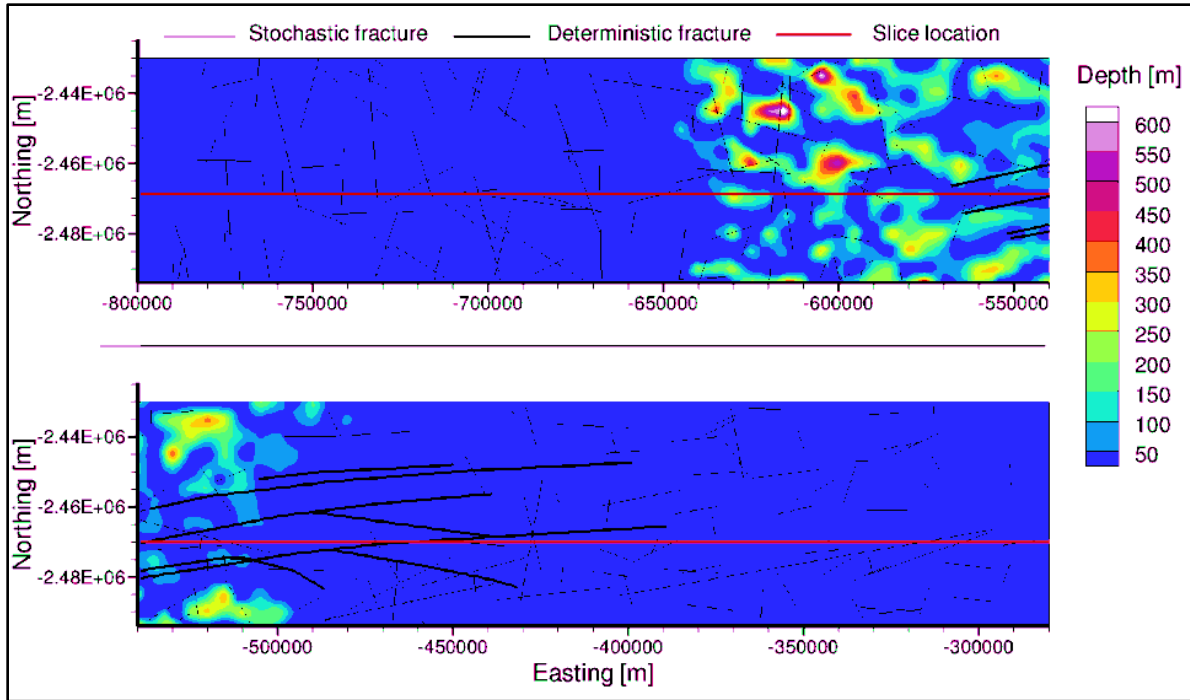 Stochastic fracture Deterministic fracture Slice location
Depth [m]
600
550
500
450
400
350
300
250
200
150
100
50
Northing [m]
-2.44E+06
-2.46E+06
-2.48E+06
-800000 -750000 -700000 -650000 -600000 -550000
Northing [m]
-2.44E+06
-2.46E+06
-2.48E+06
-500000 -450000 -400000 -350000 -300000
Easting [m]